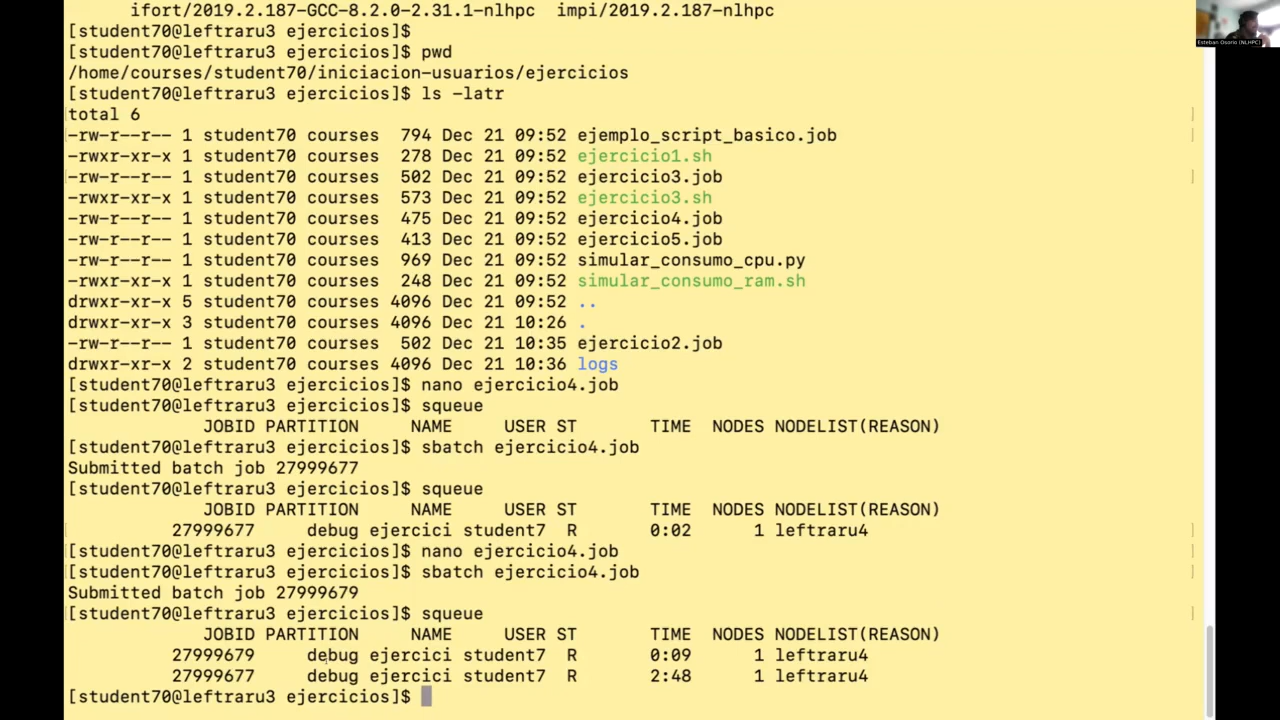 ifort/2019.2.187-GCC-8.2.0-2.31.1-nlhpc  impi/2019.2.187-nlhpc
[student70@leftraru3 ejercicios]$
[student70@leftraru3 ejercicios]$ pwd
/home/courses/student70/iniciacion-usuarios/ejercicios
[student70@leftraru3 ejercicios]$ ls -latr
total 6
-rw-r--r-- 1 student70 courses  794 Dec 21 09:52 ejemplo_script_basico.job
-rwxr-xr-x 1 student70 courses  278 Dec 21 09:52 ejercicio1.sh
-rw-r--r-- 1 student70 courses  502 Dec 21 09:52 ejercicio3.job
-rwxr-xr-x 1 student70 courses  573 Dec 21 09:52 ejercicio3.sh
-rw-r--r-- 1 student70 courses  475 Dec 21 09:52 ejercicio4.job
-rw-r--r-- 1 student70 courses  413 Dec 21 09:52 ejercicio5.job
-rw-r--r-- 1 student70 courses  969 Dec 21 09:52 simular_consumo_cpu.py
-rwxr-xr-x 1 student70 courses  248 Dec 21 09:52 simular_consumo_ram.sh
drwxr-xr-x 5 student70 courses 4096 Dec 21 09:52 ..
drwxr-xr-x 3 student70 courses 4096 Dec 21 10:26 .
-rw-r--r-- 1 student70 courses  502 Dec 21 10:35 ejercicio2.job
drwxr-xr-x 2 student70 courses 4096 Dec 21 10:36 logs
[student70@leftraru3 ejercicios]$ nano ejercicio4.job
[student70@leftraru3 ejercicios]$ squeue
JOBID PARTITION     NAME     USER ST       TIME  NODES NODELIST(REASON)
[student70@leftraru3 ejercicios]$ sbatch ejercicio4.job
Submitted batch job 27999677
[student70@leftraru3 ejercicios]$ squeue
JOBID PARTITION     NAME     USER ST       TIME  NODES NODELIST(REASON)
27999677     debug ejercici student7  R       0:02      1 leftraru4
[student70@leftraru3 ejercicios]$ nano ejercicio4.job
[student70@leftraru3 ejercicios]$ sbatch ejercicio4.job
Submitted batch job 27999679
[student70@leftraru3 ejercicios]$ squeue
JOBID PARTITION     NAME     USER ST       TIME  NODES NODELIST(REASON)
27999679     debug ejercici student7  R       0:09      1 leftraru4
27999677     debug ejercici student7  R       2:48      1 leftraru4
[student70@leftraru3 ejercicios]$
Esteban Osorio (NLHPC)